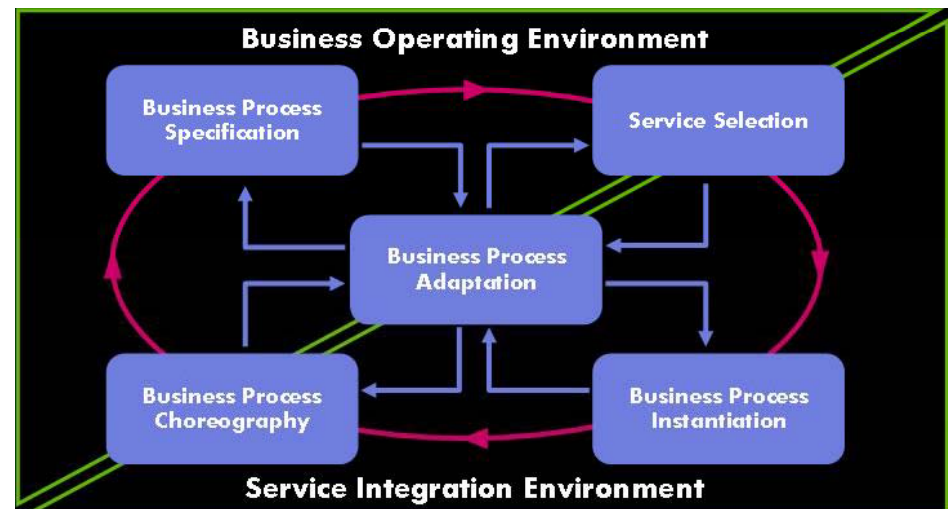 Business Operating Environment
Business Process
Specification
Service Selection
Business Process
Adaptation
Business Process
Choreography
Business Process
Instantiation
Service Integration Environment